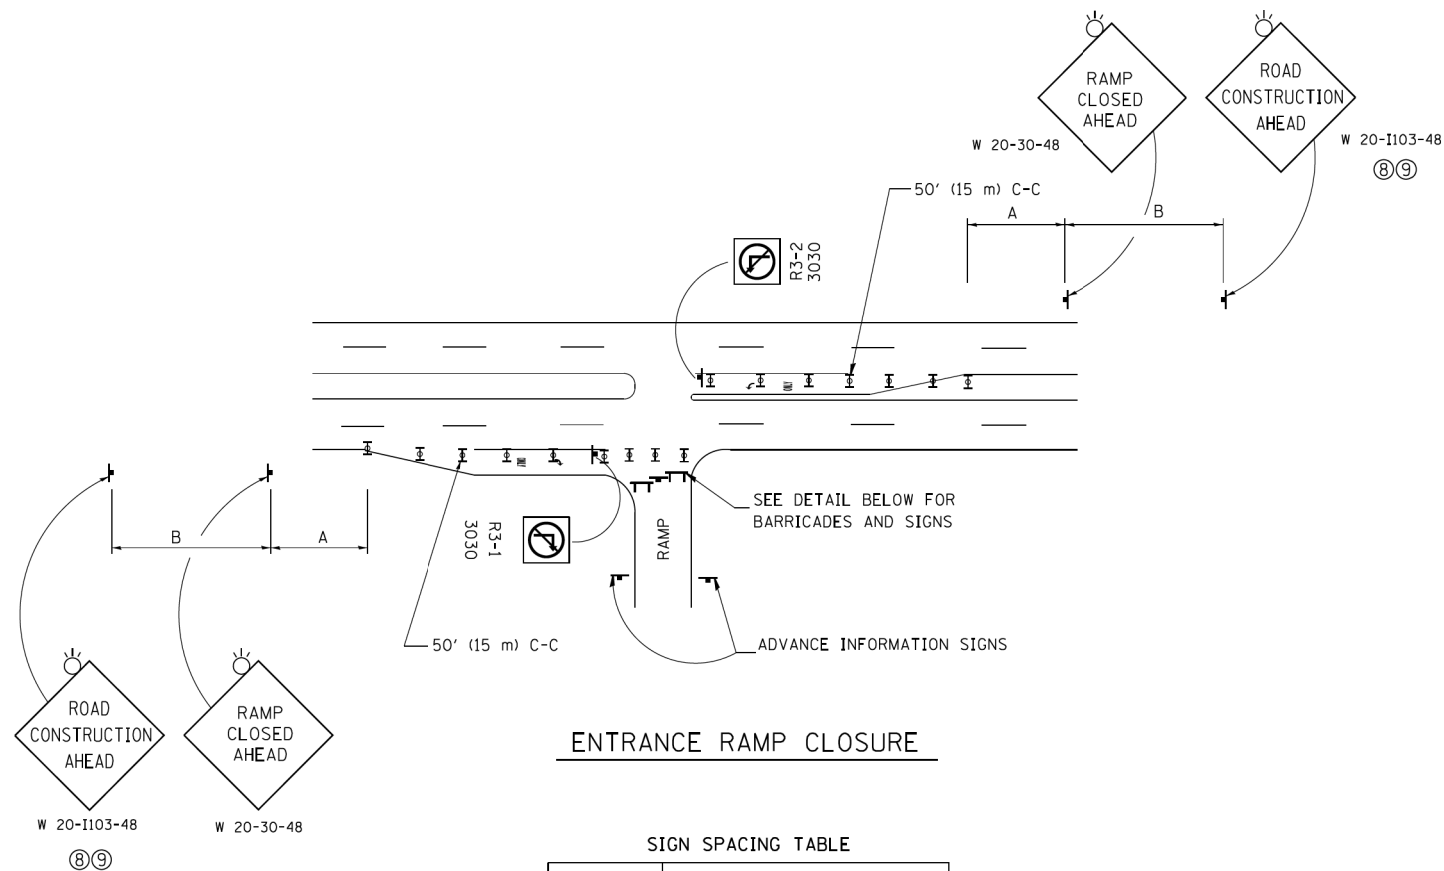 RAMP
CLOSED
AHEAD
W 20-30-48
ROAD
CONSTRUCTION
AHEAD
W 20-I103-48
⑧⑨
50' (15 m) C-C
A
B
R3-2
3030
ONLY
ONLY
SEE DETAIL BELOW FOR
BARRICADES AND SIGNS
RAMP
R3-1
3030
B
A
50' (15 m) C-C
ADVANCE INFORMATION SIGNS
ROAD
CONSTRUCTION
AHEAD
W 20-I103-48
⑧⑨
RAMP
CLOSED
AHEAD
W 20-30-48
ENTRANCE RAMP CLOSURE
SIGN SPACING TABLE